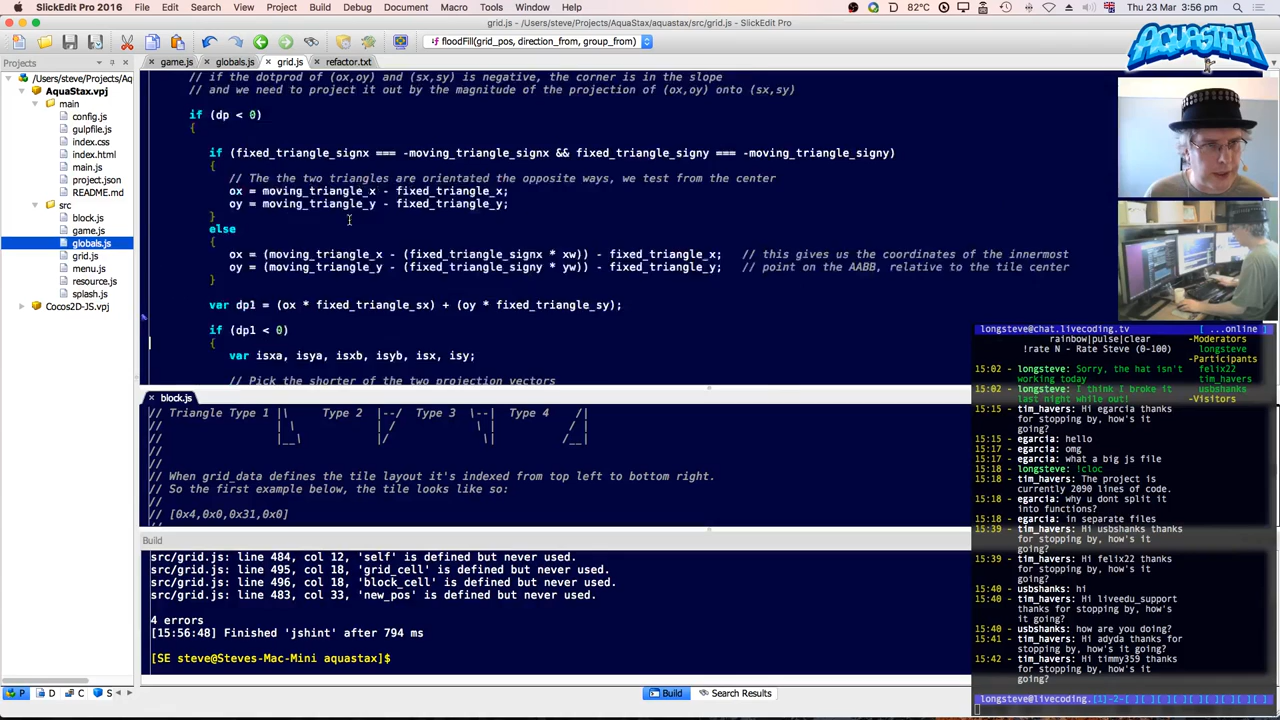 SlickEdit Pro 2016 File Edit Search View Project Build Debug Document Macro Tools Window Help 82°C Thu 23 Mar 3:56 pm
grid.js - /Users/steve/Projects/AquaStax/aquastax/src/grid.js - SlickEdit Pro
floodFill(grid_pos, direction_from, group_from)
AQUASTAX
Projects
game.js globals.js grid.js refactor.txt
/Users/steve/Projects/Aq
AquaStax.vpj
main
config.js
gulpfile.js
index.css
index.html
main.js
project.json
README.md
src
block.js
game.js
globals.js
grid.js
menu.js
resource.js
splash.js
Cocos2D-JS.vpj
// if the dotprod of (ox,oy) and (sx,sy) is negative, the corner is in the slope
// and we need to project it out by the magnitude of the projection of (ox,oy) onto (sx,sy)
if (dp < 0)
{
if (fixed_triangle_signx === -moving_triangle_signx && fixed_triangle_signy === -moving_triangle_signy)
{
// The the two triangles are orientated the opposite ways, we test from the center
ox = moving_triangle_x - fixed_triangle_x;
oy = moving_triangle_y - fixed_triangle_y;
}
else
{
ox = (moving_triangle_x - (fixed_triangle_signx * xw)) - fixed_triangle_x; // this gives us the coordinates of the innermost
oy = (moving_triangle_y - (fixed_triangle_signy * yw)) - fixed_triangle_y; // point on the AABB, relative to the tile center
}
var dp1 = (ox * fixed_triangle_sx) + (oy * fixed_triangle_sy);
if (dp1 < 0)
{
var isxa, isya, isxb, isyb, isx, isy;
// Pick the shorter of the two projection vectors
block.js
// Triangle Type 1 |\ Type 2 |--/ Type 3 \--| Type 4 /|
// | \ | / \ | / |
// |__\ |/ \| /__|
//
//
// When grid_data defines the tile layout it's indexed from top left to bottom right.
// So the first example below, the tile looks like so:
//
// [0x4,0x0,0x31,0x0]
//
Build
src/grid.js: line 484, col 12, 'self' is defined but never used.
src/grid.js: line 495, col 18, 'grid_cell' is defined but never used.
src/grid.js: line 496, col 18, 'block_cell' is defined but never used.
src/grid.js: line 483, col 33, 'new_pos' is defined but never used.
4 errors
[15:56:48] Finished 'jshint' after 794 ms
[SE steve@Steves-Mac-Mini aquastax]$
P D C S
Build Search Results
longsteve@chat.livecoding.tv [ ...online ]
rainbow|pulse|clear -Moderators
!rate N - Rate Steve (0-100) longsteve
-Participants
15:02 - longsteve: Sorry, the hat isn't felix22
working today tim_havers
15:02 - longsteve: I think I broke it usbshanks
last night while out! -Visitors
15:15 - tim_havers: Hi egarcia thanks
for stopping by, how's it
going?
15:15 - egarcia: hello
15:17 - egarcia: omg
15:17 - egarcia: what a big js file
15:18 - longsteve: !cloc
15:18 - tim_havers: The project is
currently 2090 lines of code.
15:18 - egarcia: why u dont split it
into functions?
15:18 - egarcia: in separate files
15:39 - tim_havers: Hi usbshanks thanks
for stopping by, how's it
going?
15:39 - tim_havers: Hi felix22 thanks
for stopping by, how's it
going?
15:40 - usbshanks: hi
15:40 - tim_havers: Hi liveedu_support
thanks for stopping by, how's
it going?
15:40 - usbshanks: how are you doing?
15:41 - tim_havers: Hi adyda thanks for
stopping by, how's it going?
15:42 - tim_havers: Hi timmy359 thanks
for stopping by, how's it
going?
longsteve@livecoding.[1]-2-[ ][ ][ ][ ][ ][ ][ ][ ][ ][ ]